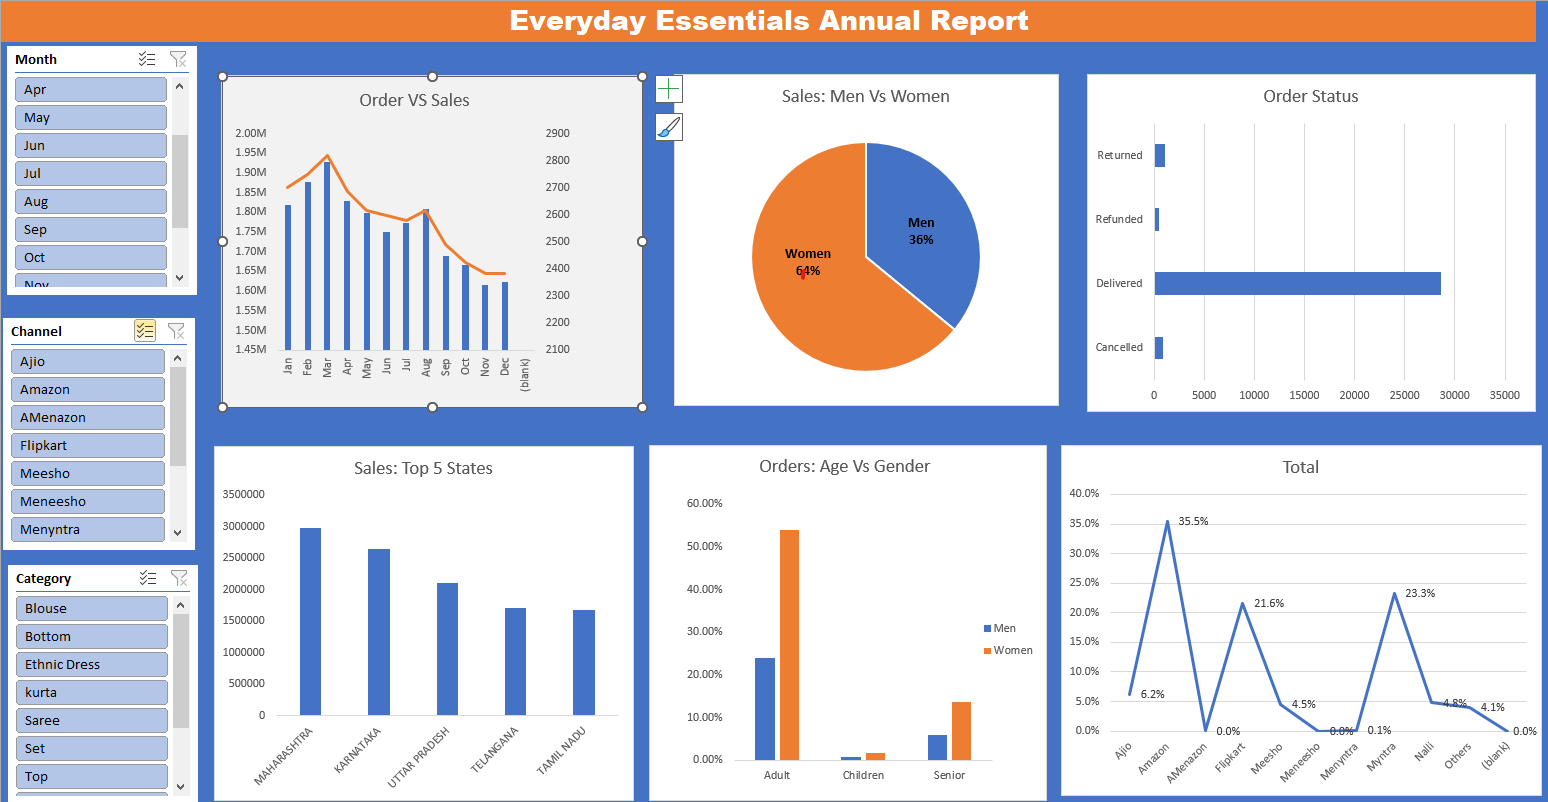 Everyday Essentials Annual Report
Month
Apr
May
Jun
Jul
Aug
Sep
Oct
Nov
Channel
Ajio
Amazon
AMenazon
Flipkart
Meesho
Meneesho
Menyntra
Category
Blouse
Bottom
Ethnic Dress
kurta
Saree
Set
Top
Order VS Sales
2.00M
1.95M
1.90M
1.85M
1.80M
1.75M
1.70M
1.65M
1.60M
1.55M
1.50M
1.45M
2900
2800
2700
2600
2500
2400
2300
2200
2100
Jan
Feb
Mar
Apr
May
Jun
Jul
Aug
Sep
Oct
Nov
Dec
(blank)
Sales: Men Vs Women
Men
36%
Women
64%
Order Status
Returned
Refunded
Delivered
Cancelled
0 5000 10000 15000 20000 25000 30000 35000
Sales: Top 5 States
3500000
3000000
2500000
2000000
1500000
1000000
500000
0
MAHARASHTRA
KARNATAKA
UTTAR PRADESH
TELANGANA
TAMIL NADU
Orders: Age Vs Gender
60.00%
50.00%
40.00%
30.00%
20.00%
10.00%
0.00%
Adult Children Senior
Men
Women
Total
40.0%
35.0%
30.0%
25.0%
20.0%
15.0%
10.0%
5.0%
0.0%
6.2%
35.5%
0.0%
21.6%
4.5%
0.0%
0.1%
23.3%
4.8%
4.1%
0.0%
Ajio
Amazon
AMenazon
Flipkart
Meesho
Meneesho
Menyntra
Myntra
Nalli
Others
(blank)